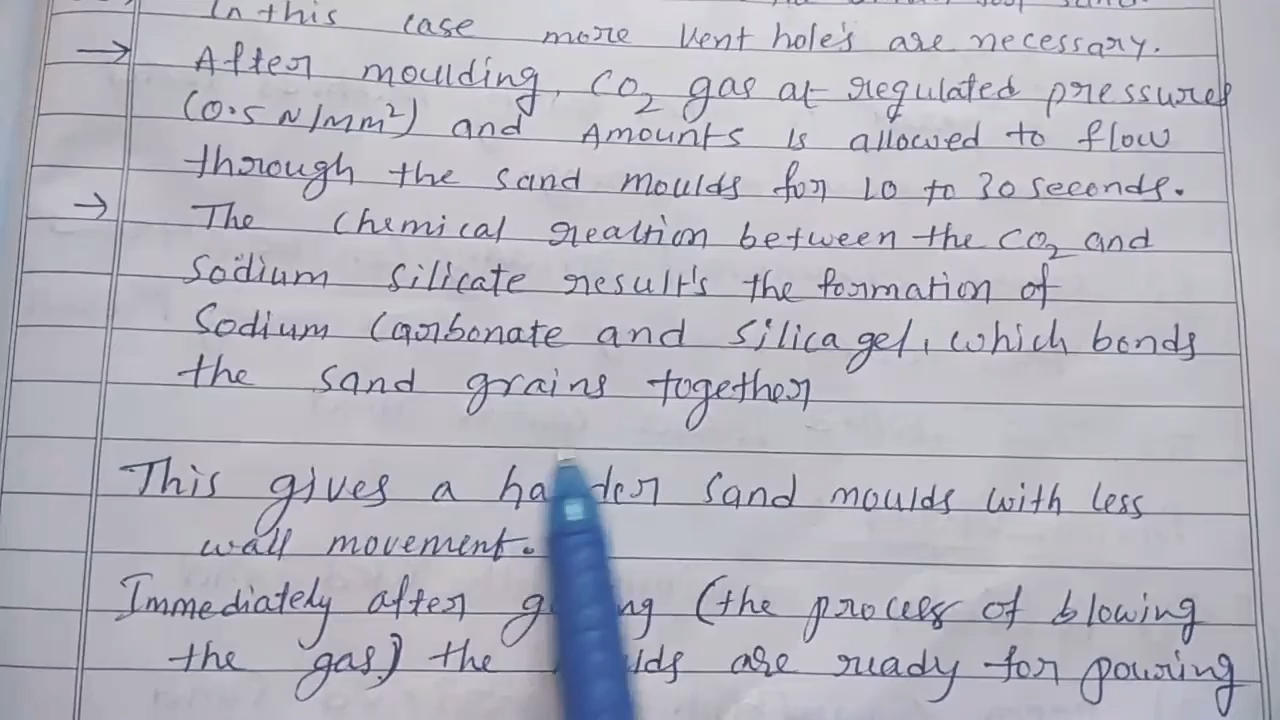 In this case more vent hole's are necessary.
→ After moulding, CO₂ gas at regulated pressures
(0.5 N/mm²) and Amounts is allowed to flow
through the sand moulds for 10 to 30 seconds.
→ The chemical realtion between the CO₂ and
Sodium silicate result's the formation of
Sodium Carbonate and silica gel, which bonds
the sand grains together
This gives a harder sand moulds with less
wall movement.
Immediately after (the process of blowing
the gas) the are ready for pouring